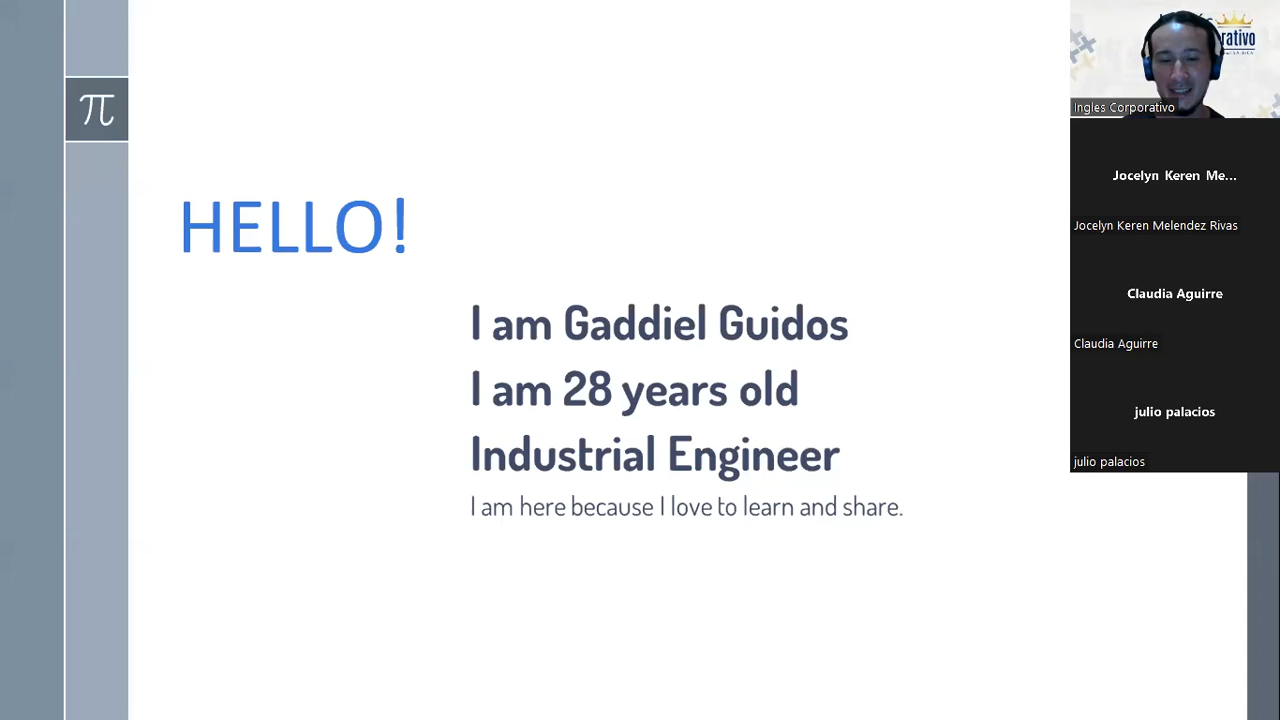 π
HELLO!
I am Gaddiel Guidos
I am 28 years old
Industrial Engineer
I am here because I love to learn and share.
rativo
Ingles Corporativo
Jocelyn Keren Me...
Jocelyn Keren Melendez Rivas
Claudia Aguirre
Claudia Aguirre
julio palacios
julio palacios